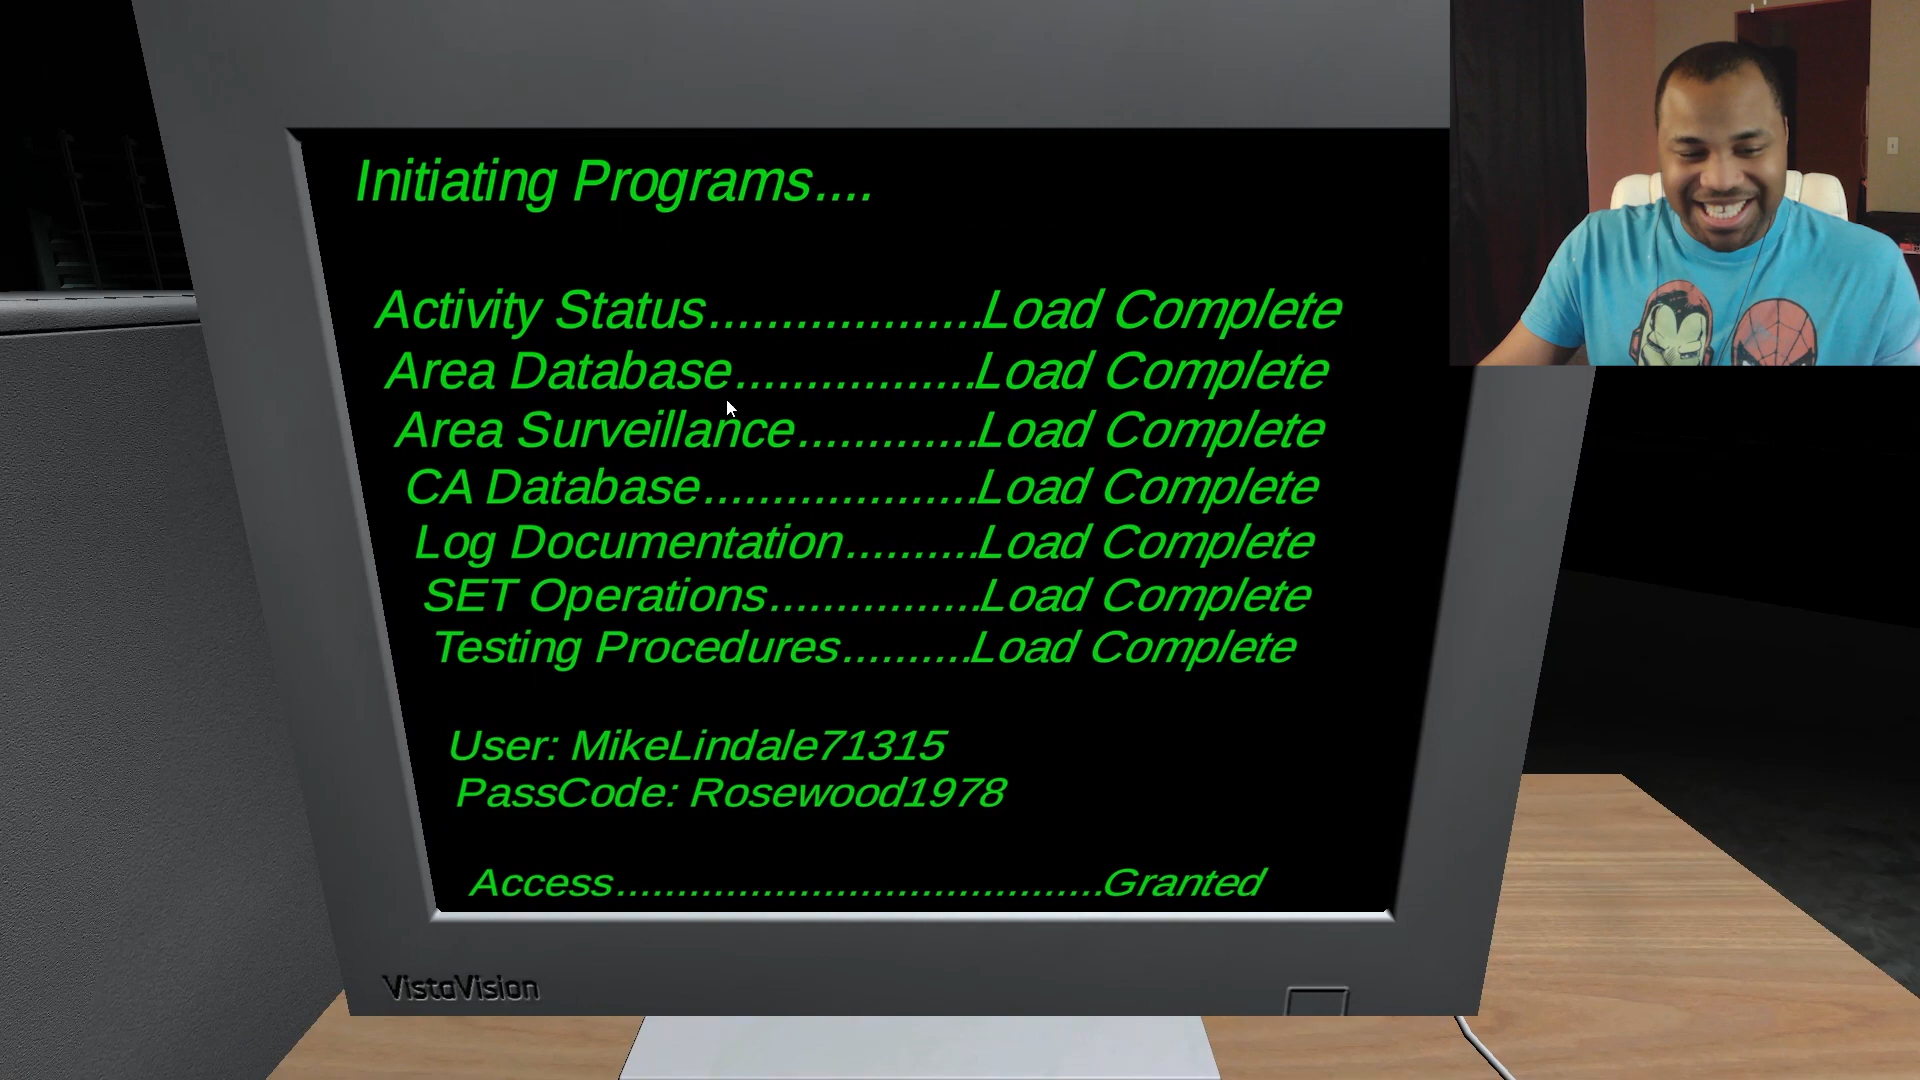 Initiating Programs....
Activity Status...................Load Complete
Area Database.................Load Complete
Area Surveillance.............Load Complete
CA Database....................Load Complete
Log Documentation..........Load Complete
SET Operations................Load Complete
Testing Procedures..........Load Complete
User: MikeLindale71315
PassCode: Rosewood1978
Access........................................Granted
VistaVision